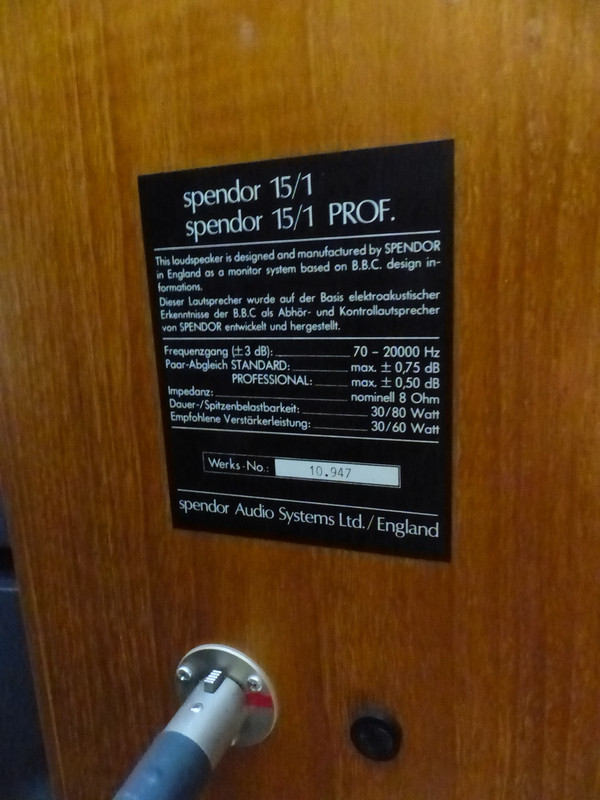 spendor 15/1
spendor 15/1 PROF.
This loudspeaker is designed and manufactured by SPENDOR
in England as a monitor system based on B.B.C. design in-
formations.
Dieser Lautsprecher wurde auf der Basis elektroakustischer
Erkenntnisse der B.B.C als Abhör- und Kontrollautsprecher
von SPENDOR entwickelt und hergestellt.
Frequenzgang (±3 dB): 70 – 20000 Hz
Paar-Abgleich STANDARD: max. ± 0,75 dB
PROFESSIONAL: max. ± 0,50 dB
Impedanz: nominell 8 Ohm
Dauer-/Spitzenbelastbarkeit: 30/80 Watt
Empfohlene Verstärkerleistung: 30/60 Watt
Werks-No.: 10.947
spendor Audio Systems Ltd./England